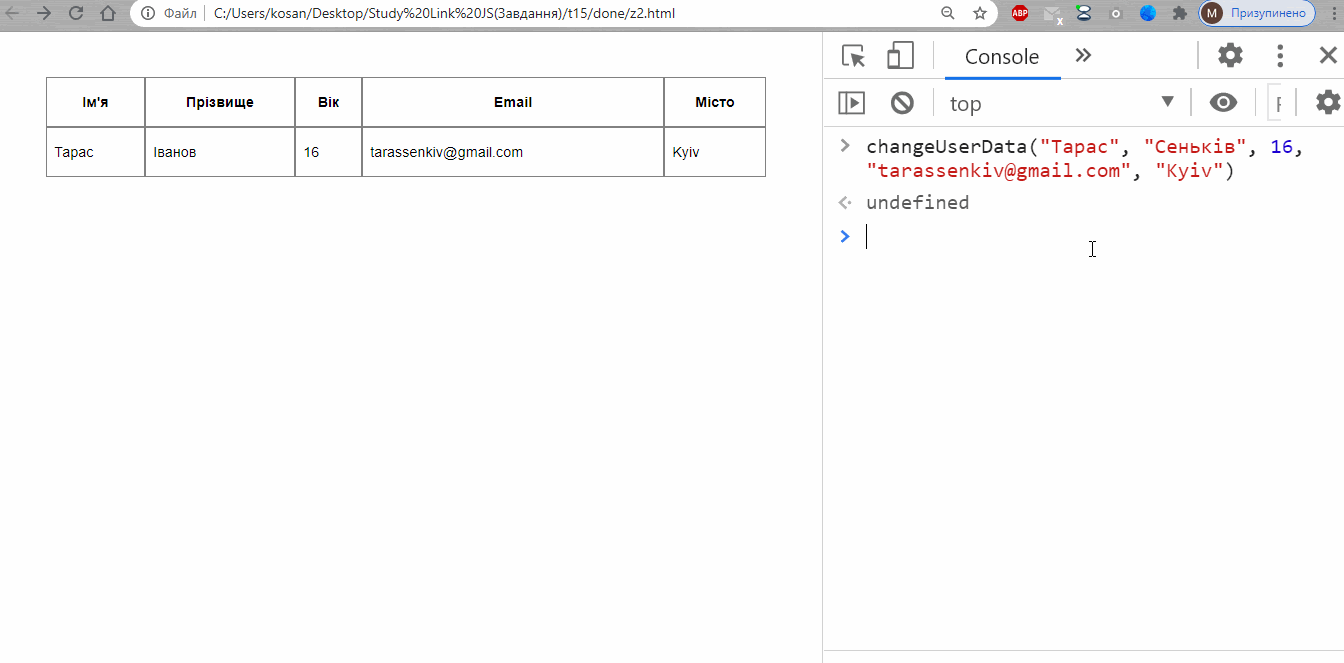 Файл C:/Users/kosan/Desktop/Study%20Link%20JS(Завдання)/t15/done/z2.html ABP x M Призупинено
Console
top
Ім'я Прізвище Вік Email Місто
Тарас Іванов 16 tarassenkiv@gmail.com Kyiv
changeUserData("Тарас", "Сеньків", 16,
"tarassenkiv@gmail.com", "Kyiv")
undefined